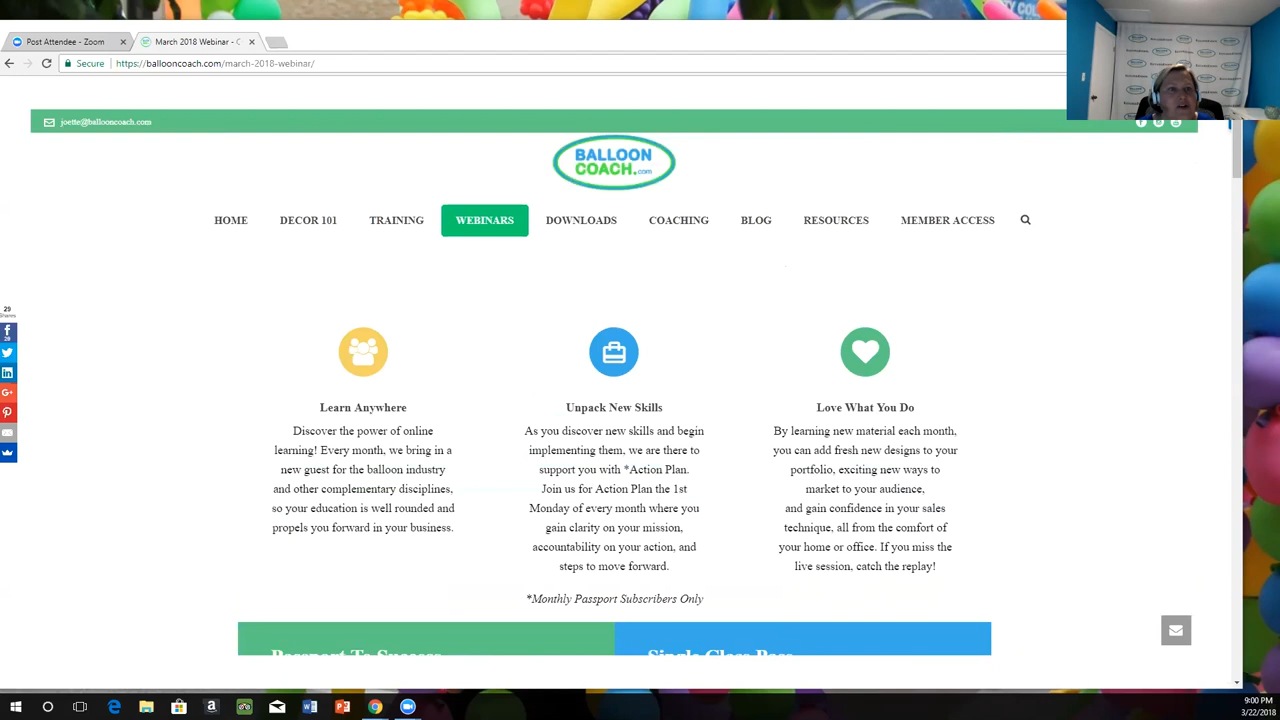 Post Attendee - Zoom
March 2018 Webinar - C
Secure
https://ballooncoach.com/march-2018-webinar/
joette@ballooncoach.com
BALLOON
COACH.com
HOME DECOR 101 TRAINING WEBINARS DOWNLOADS COACHING BLOG RESOURCES MEMBER ACCESS
29
Shares
28
Learn Anywhere
Discover the power of online
learning! Every month, we bring in a
new guest for the balloon industry
and other complementary disciplines,
so your education is well rounded and
propels you forward in your business.
Unpack New Skills
As you discover new skills and begin
implementing them, we are there to
support you with *Action Plan.
Join us for Action Plan the 1st
Monday of every month where you
gain clarity on your mission,
accountability on your action, and
steps to move forward.
*Monthly Passport Subscribers Only
Love What You Do
By learning new material each month,
you can add fresh new designs to your
portfolio, exciting new ways to
market to your audience,
and gain confidence in your sales
technique, all from the comfort of
your home or office. If you miss the
live session, catch the replay!
Passport To Success
Single Class Pass
9:00 PM
3/22/2018